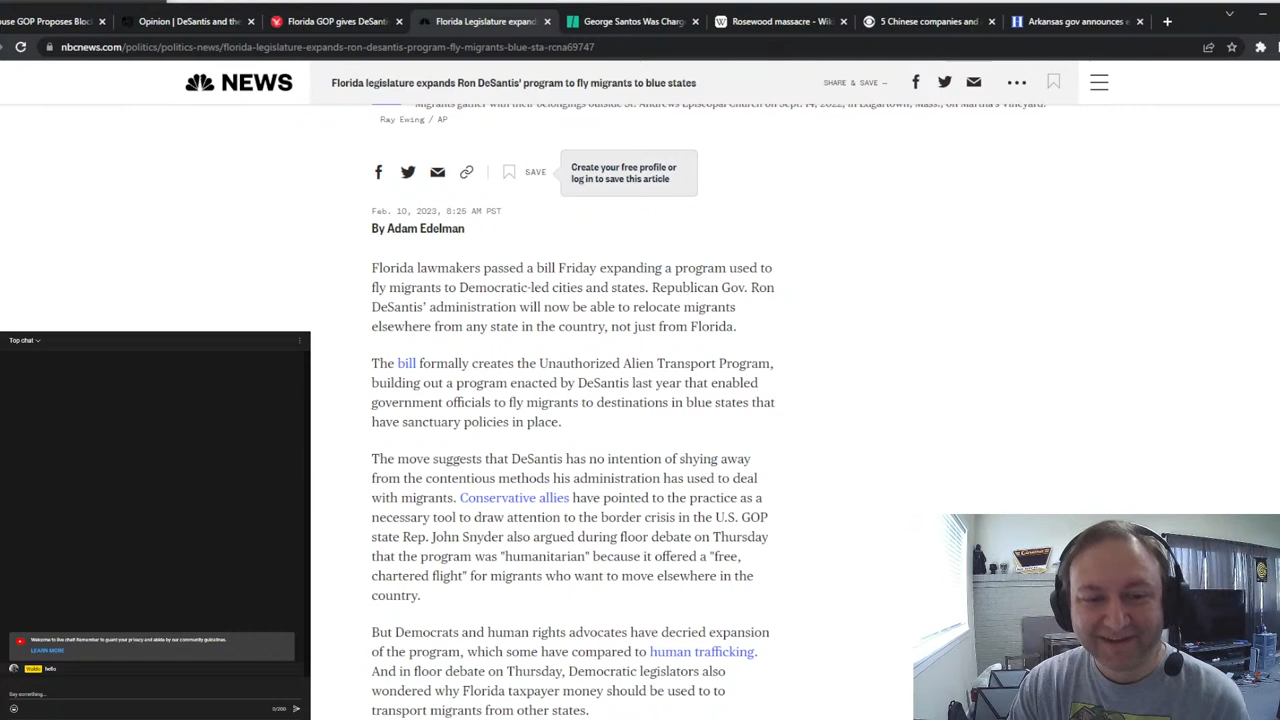 use GOP Proposes Bloc
Opinion | DeSantis and the
Florida GOP gives DeSanti
Florida Legislature expand
George Santos Was Charge
Rosewood massacre - Wiki
5 Chinese companies and
Arkansas gov announces e
nbcnews.com/politics/politics-news/florida-legislature-expands-ron-desantis-program-fly-migrants-blue-sta-rcna69747
NEWS
Florida legislature expands Ron DeSantis' program to fly migrants to blue states
SHARE & SAVE —
Migrants gather with their belongings outside St. Andrews Episcopal Church on Sept. 14, 2022, in Edgartown, Mass., on Martha's Vineyard.
Ray Ewing / AP
SAVE
Create your free profile or
log in to save this article
Feb. 10, 2023, 8:25 AM PST
By Adam Edelman
Florida lawmakers passed a bill Friday expanding a program used to
fly migrants to Democratic-led cities and states. Republican Gov. Ron
DeSantis’ administration will now be able to relocate migrants
elsewhere from any state in the country, not just from Florida.
The bill formally creates the Unauthorized Alien Transport Program,
building out a program enacted by DeSantis last year that enabled
government officials to fly migrants to destinations in blue states that
have sanctuary policies in place.
The move suggests that DeSantis has no intention of shying away
from the contentious methods his administration has used to deal
with migrants. Conservative allies have pointed to the practice as a
necessary tool to draw attention to the border crisis in the U.S. GOP
state Rep. John Snyder also argued during floor debate on Thursday
that the program was "humanitarian" because it offered a "free,
chartered flight" for migrants who want to move elsewhere in the
country.
But Democrats and human rights advocates have decried expansion
of the program, which some have compared to human trafficking.
And in floor debate on Thursday, Democratic legislators also
wondered why Florida taxpayer money should be used to to
transport migrants from other states.
Top chat
Welcome to live chat! Remember to guard your privacy and abide by our community guidelines.
LEARN MORE
Waldo hello
Say something...
0/200